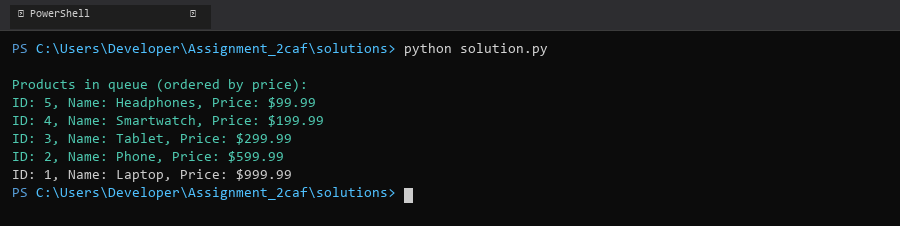 PowerShell
PS C:\Users\Developer\Assignment_2caf\solutions> python solution.py
Products in queue (ordered by price):
ID: 5, Name: Headphones, Price: $99.99
ID: 4, Name: Smartwatch, Price: $199.99
ID: 3, Name: Tablet, Price: $299.99
ID: 2, Name: Phone, Price: $599.99
ID: 1, Name: Laptop, Price: $999.99
PS C:\Users\Developer\Assignment_2caf\solutions>